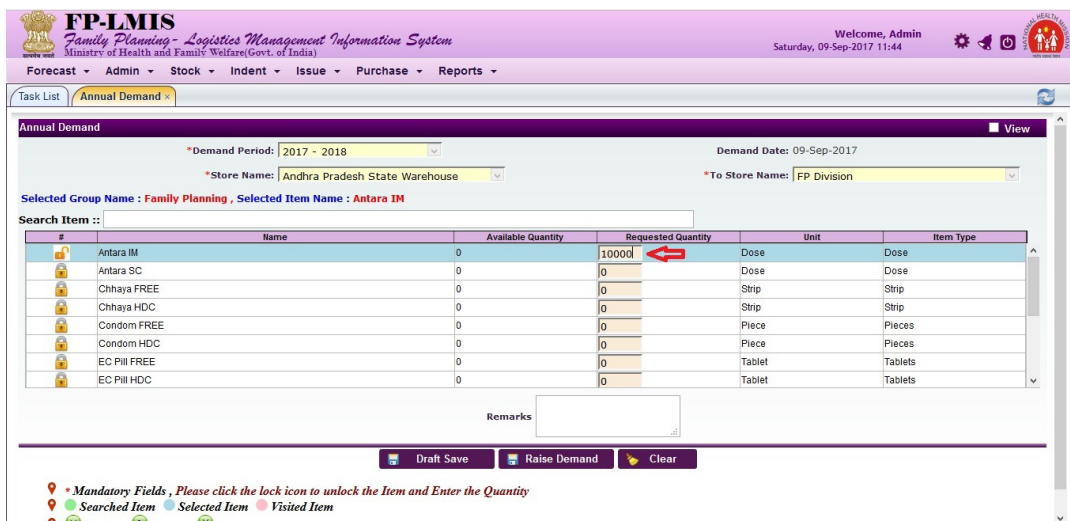 FP-LMIS
Family Planning - Logistics Management Information System
Ministry of Health and Family Welfare(Govt. of India)
Welcome, Admin
Saturday, 09-Sep-2017 11:44
Forecast Admin Stock Indent Issue Purchase Reports
Task List Annual Demand ×
Annual Demand View
*Demand Period: 2017 - 2018 Demand Date: 09-Sep-2017
*Store Name: Andhra Pradesh State Warehouse *To Store Name: FP Division
Selected Group Name : Family Planning , Selected Item Name : Antara IM
Search Item ::
# Name Available Quantity Requested Quantity Unit Item Type
Antara IM 0 10000 Dose Dose
Antara SC 0 0 Dose Dose
Chhaya FREE 0 0 Strip Strip
Chhaya HDC 0 0 Strip Strip
Condom FREE 0 0 Piece Pieces
Condom HDC 0 0 Piece Pieces
EC Pill FREE 0 0 Tablet Tablets
EC Pill HDC 0 0 Tablet Tablets
Remarks
Draft Save Raise Demand Clear
* Mandatory Fields , Please click the lock icon to unlock the Item and Enter the Quantity
Searched Item Selected Item Visited Item